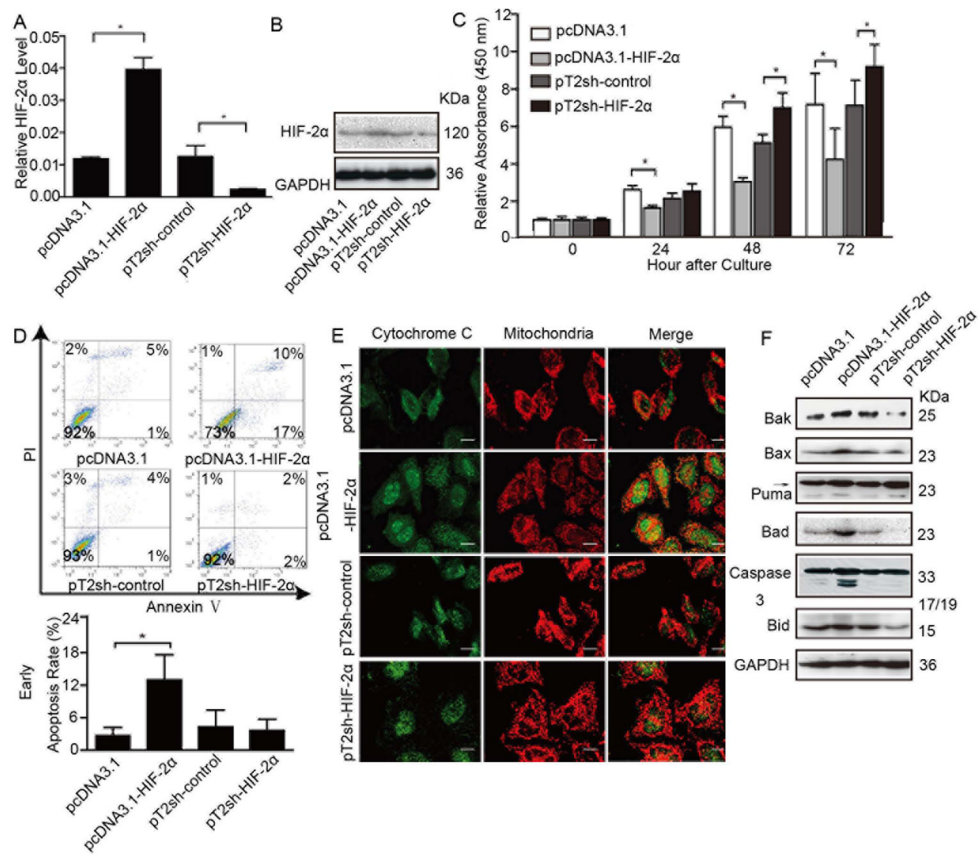 A
Relative HIF-2α Level
0.05
0.04
0.03
0.02
0.01
0.00
*
*
pcDNA3.1
pcDNA3.1-HIF-2α
pT2sh-control
pT2sh-HIF-2α
B
KDa
HIF-2α
120
GAPDH
36
pcDNA3.1
pcDNA3.1-HIF-2α
pT2sh-control
pT2sh-HIF-2α
C
Relative Absorbance (450 nm)
12
10
8
6
4
2
0
pcDNA3.1
pcDNA3.1-HIF-2α
pT2sh-control
pT2sh-HIF-2α
*
*
*
*
*
0 24 48 72
Hour after Culture
D
PI
2% 5%
92% 1%
pcDNA3.1
1% 10%
73% 17%
pcDNA3.1-HIF-2α
3% 4%
93% 1%
pT2sh-control
1% 2%
92% 2%
pT2sh-HIF-2α
Annexin V
Early
Apoptosis Rate (%)
24
18
12
6
0
*
pcDNA3.1
pcDNA3.1-HIF-2α
pT2sh-control
pT2sh-HIF-2α
E
Cytochrome C Mitochondria Merge
pcDNA3.1
pcDNA3.1
-HIF-2α
pT2sh-control
pT2sh-HIF-2α
F
pcDNA3.1
pcDNA3.1-HIF-2α
pT2sh-control
pT2sh-HIF-2α
KDa
Bak 25
Bax 23
Puma 23
Bad 23
Caspase 33
3 17/19
Bid 15
GAPDH 36